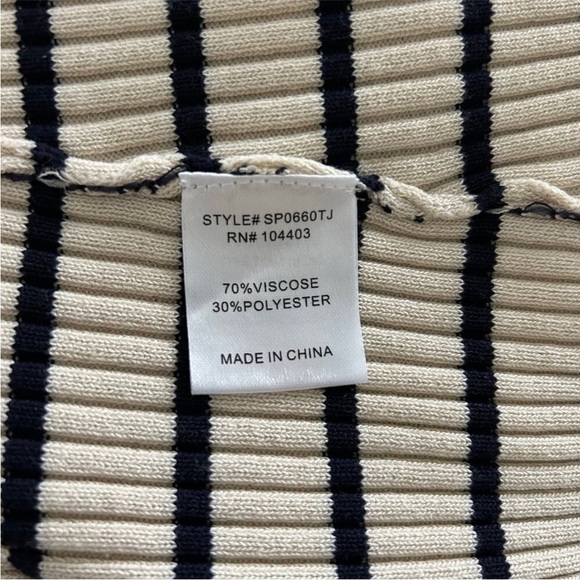 STYLE# SP0660TJ
RN# 104403
70%VISCOSE
30%POLYESTER
MADE IN CHINA